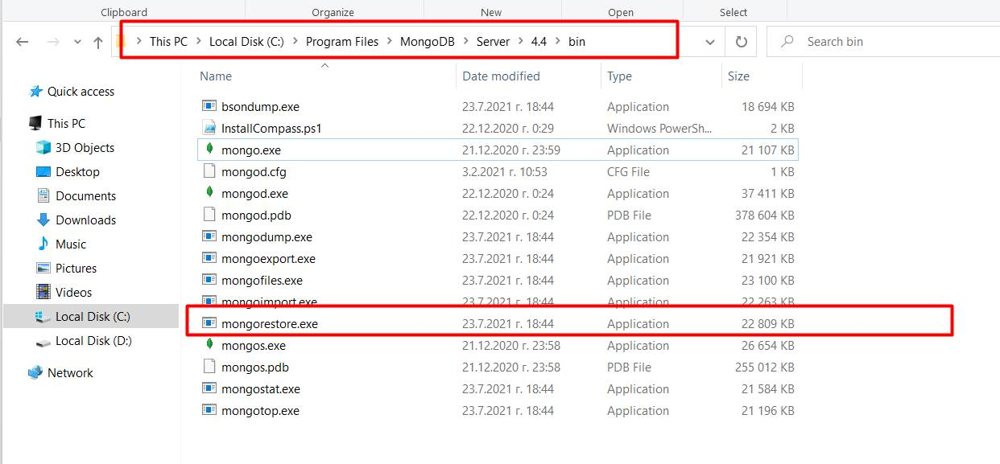 Clipboard Organize New Open Select
This PC Local Disk (C:) Program Files MongoDB Server 4.4 bin Search bin
Name Date modified Type Size
Quick access
This PC
3D Objects
Desktop
Documents
Downloads
Music
Pictures
Videos
Local Disk (C:)
Local Disk (D:)
Network
bsondump.exe 23.7.2021 г. 18:44 Application 18 694 KB
InstallCompass.ps1 22.12.2020 г. 0:29 Windows PowerSh... 2 KB
mongo.exe 21.12.2020 г. 23:59 Application 21 107 KB
mongod.cfg 3.2.2021 г. 10:53 CFG File 1 KB
mongod.exe 22.12.2020 г. 0:24 Application 37 411 KB
mongod.pdb 22.12.2020 г. 0:24 PDB File 378 604 KB
mongodump.exe 23.7.2021 г. 18:44 Application 22 354 KB
mongoexport.exe 23.7.2021 г. 18:44 Application 21 921 KB
mongofiles.exe 23.7.2021 г. 18:44 Application 23 100 KB
mongoimport.exe 23.7.2021 г. 18:44 Application 22 263 KB
mongorestore.exe 23.7.2021 г. 18:44 Application 22 809 KB
mongos.exe 21.12.2020 г. 23:58 Application 26 654 KB
mongos.pdb 21.12.2020 г. 23:58 PDB File 255 012 KB
mongostat.exe 23.7.2021 г. 18:44 Application 21 584 KB
mongotop.exe 23.7.2021 г. 18:44 Application 21 196 KB